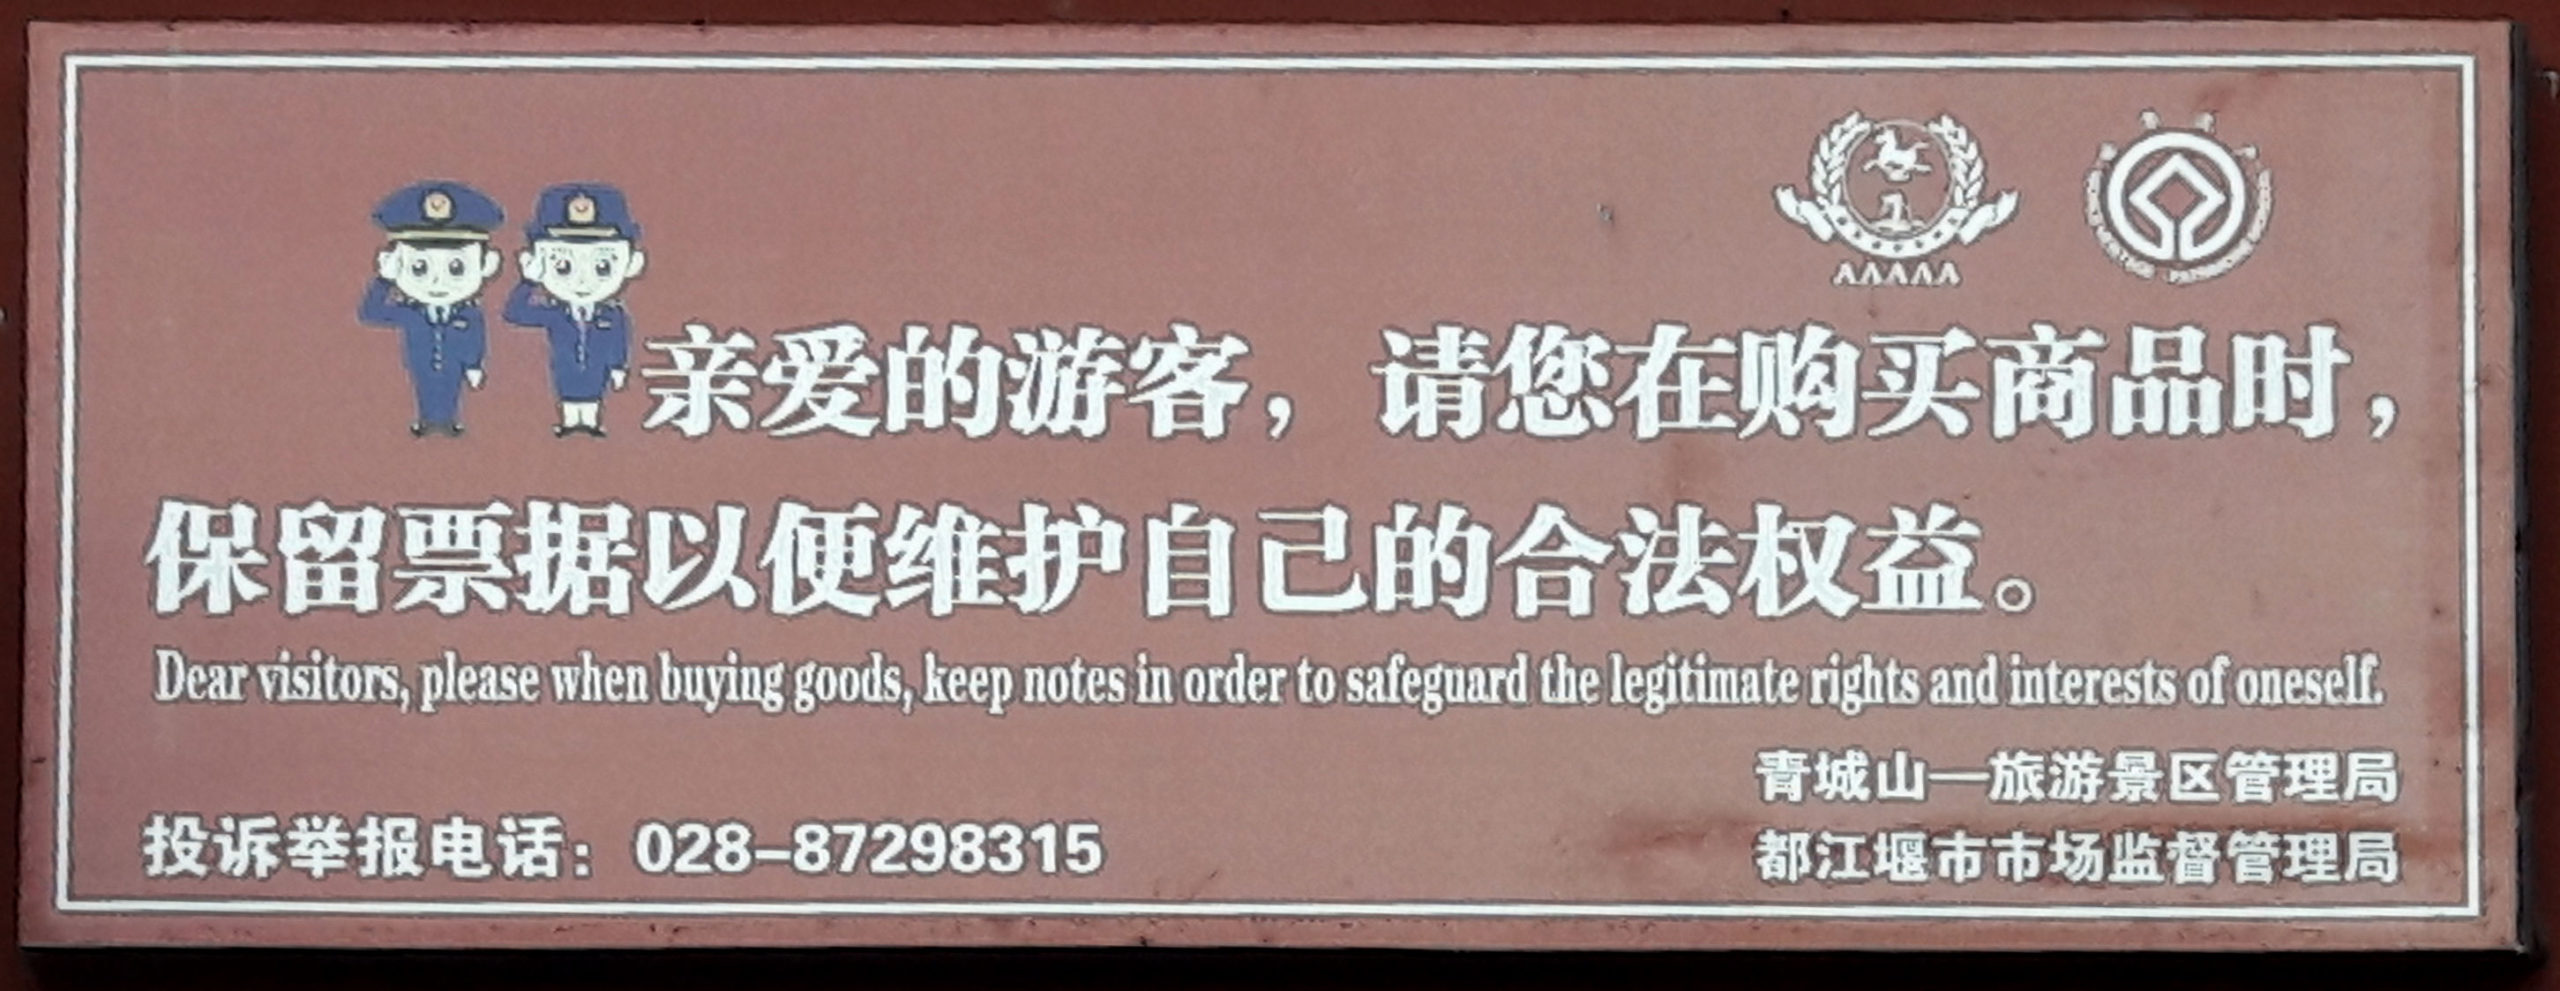 AAAAA
亲爱的游客，请您在购买商品时，
保留票据以便维护自己的合法权益。
Dear visitors, please when buying goods, keep notes in order to safeguard the legitimate rights and interests of oneself.
青城山—旅游景区管理局
投诉举报电话：028-87298315
都江堰市市场监督管理局